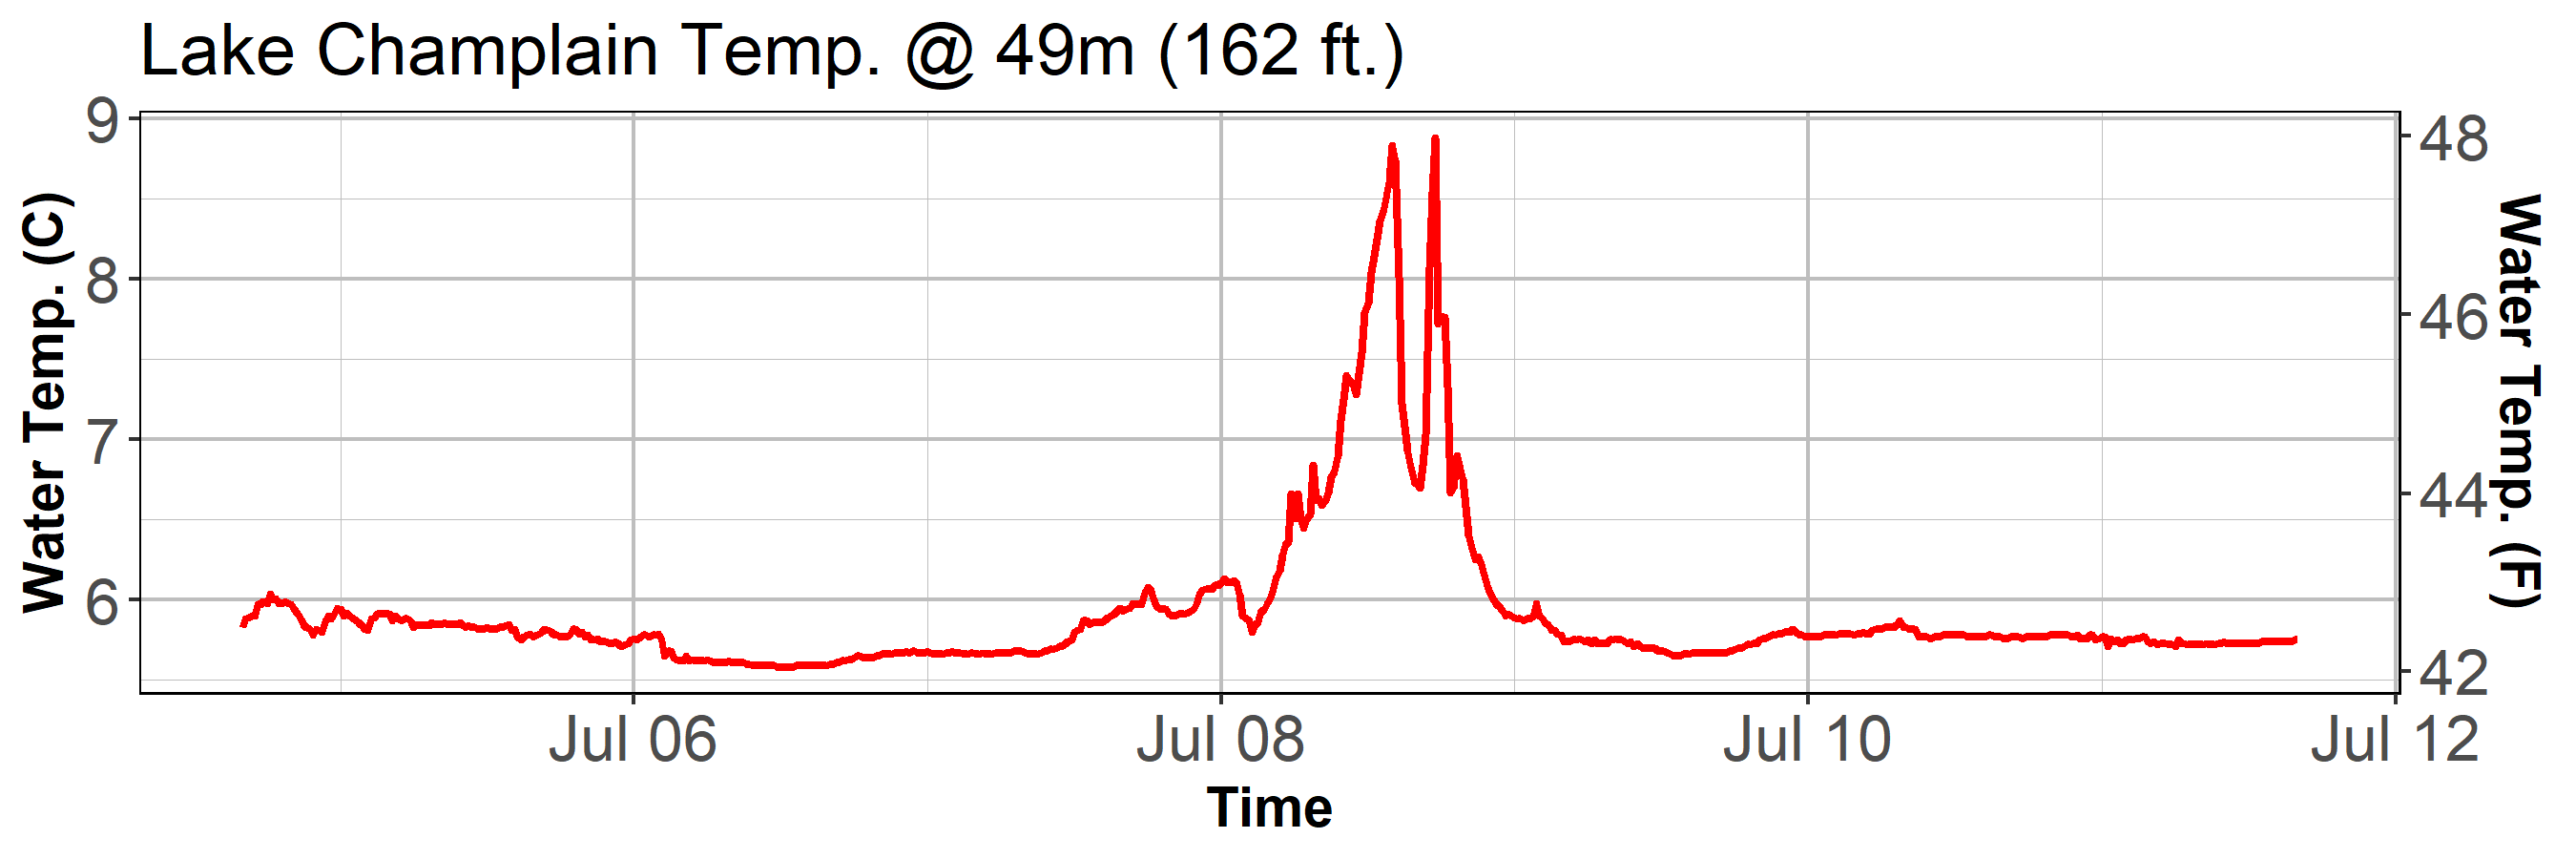 Lake Champlain Temp. @ 49m (162 ft.)
Water Temp. (C)
9
8
7
6
48
46
44
42
Water Temp. (F)
Jul 06 Jul 08 Jul 10 Jul 12
Time